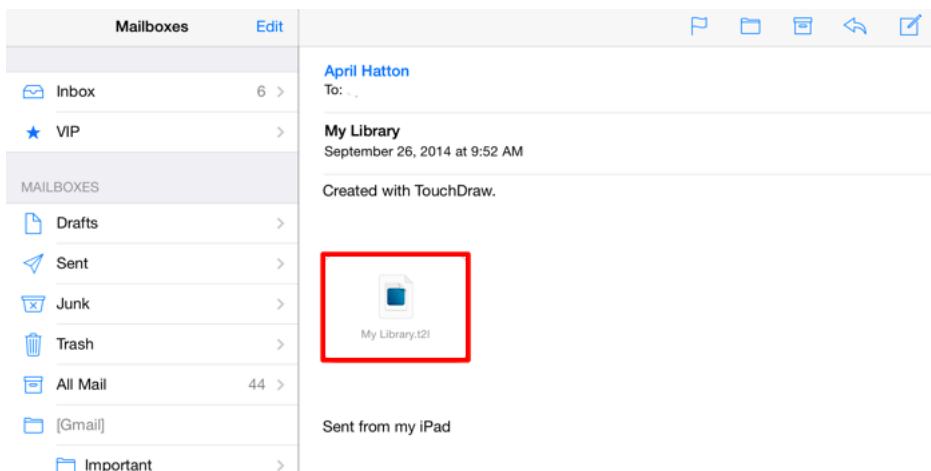 Mailboxes
Edit
Inbox
6
VIP
MAILBOXES
Drafts
Sent
Junk
Trash
All Mail
44
[Gmail]
Important
April Hatton
To:
My Library
September 26, 2014 at 9:52 AM
Created with TouchDraw.
My Library.t2l
Sent from my iPad